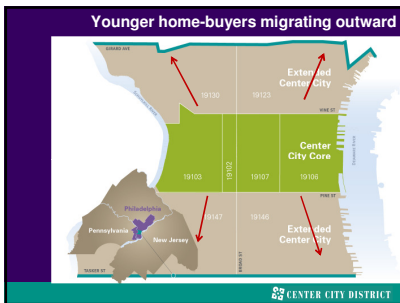 Younger home-buyers migrating outward
GIRARD AVE
Extended
Center City
19130
19123
VINE ST
Center
City Core
19103
19102
19107
19106
PINE ST
19147
Extended
Center City
Philadelphia
Pennsylvania
New Jersey
BROAD ST
TASKER ST
CENTER CITY DISTRICT